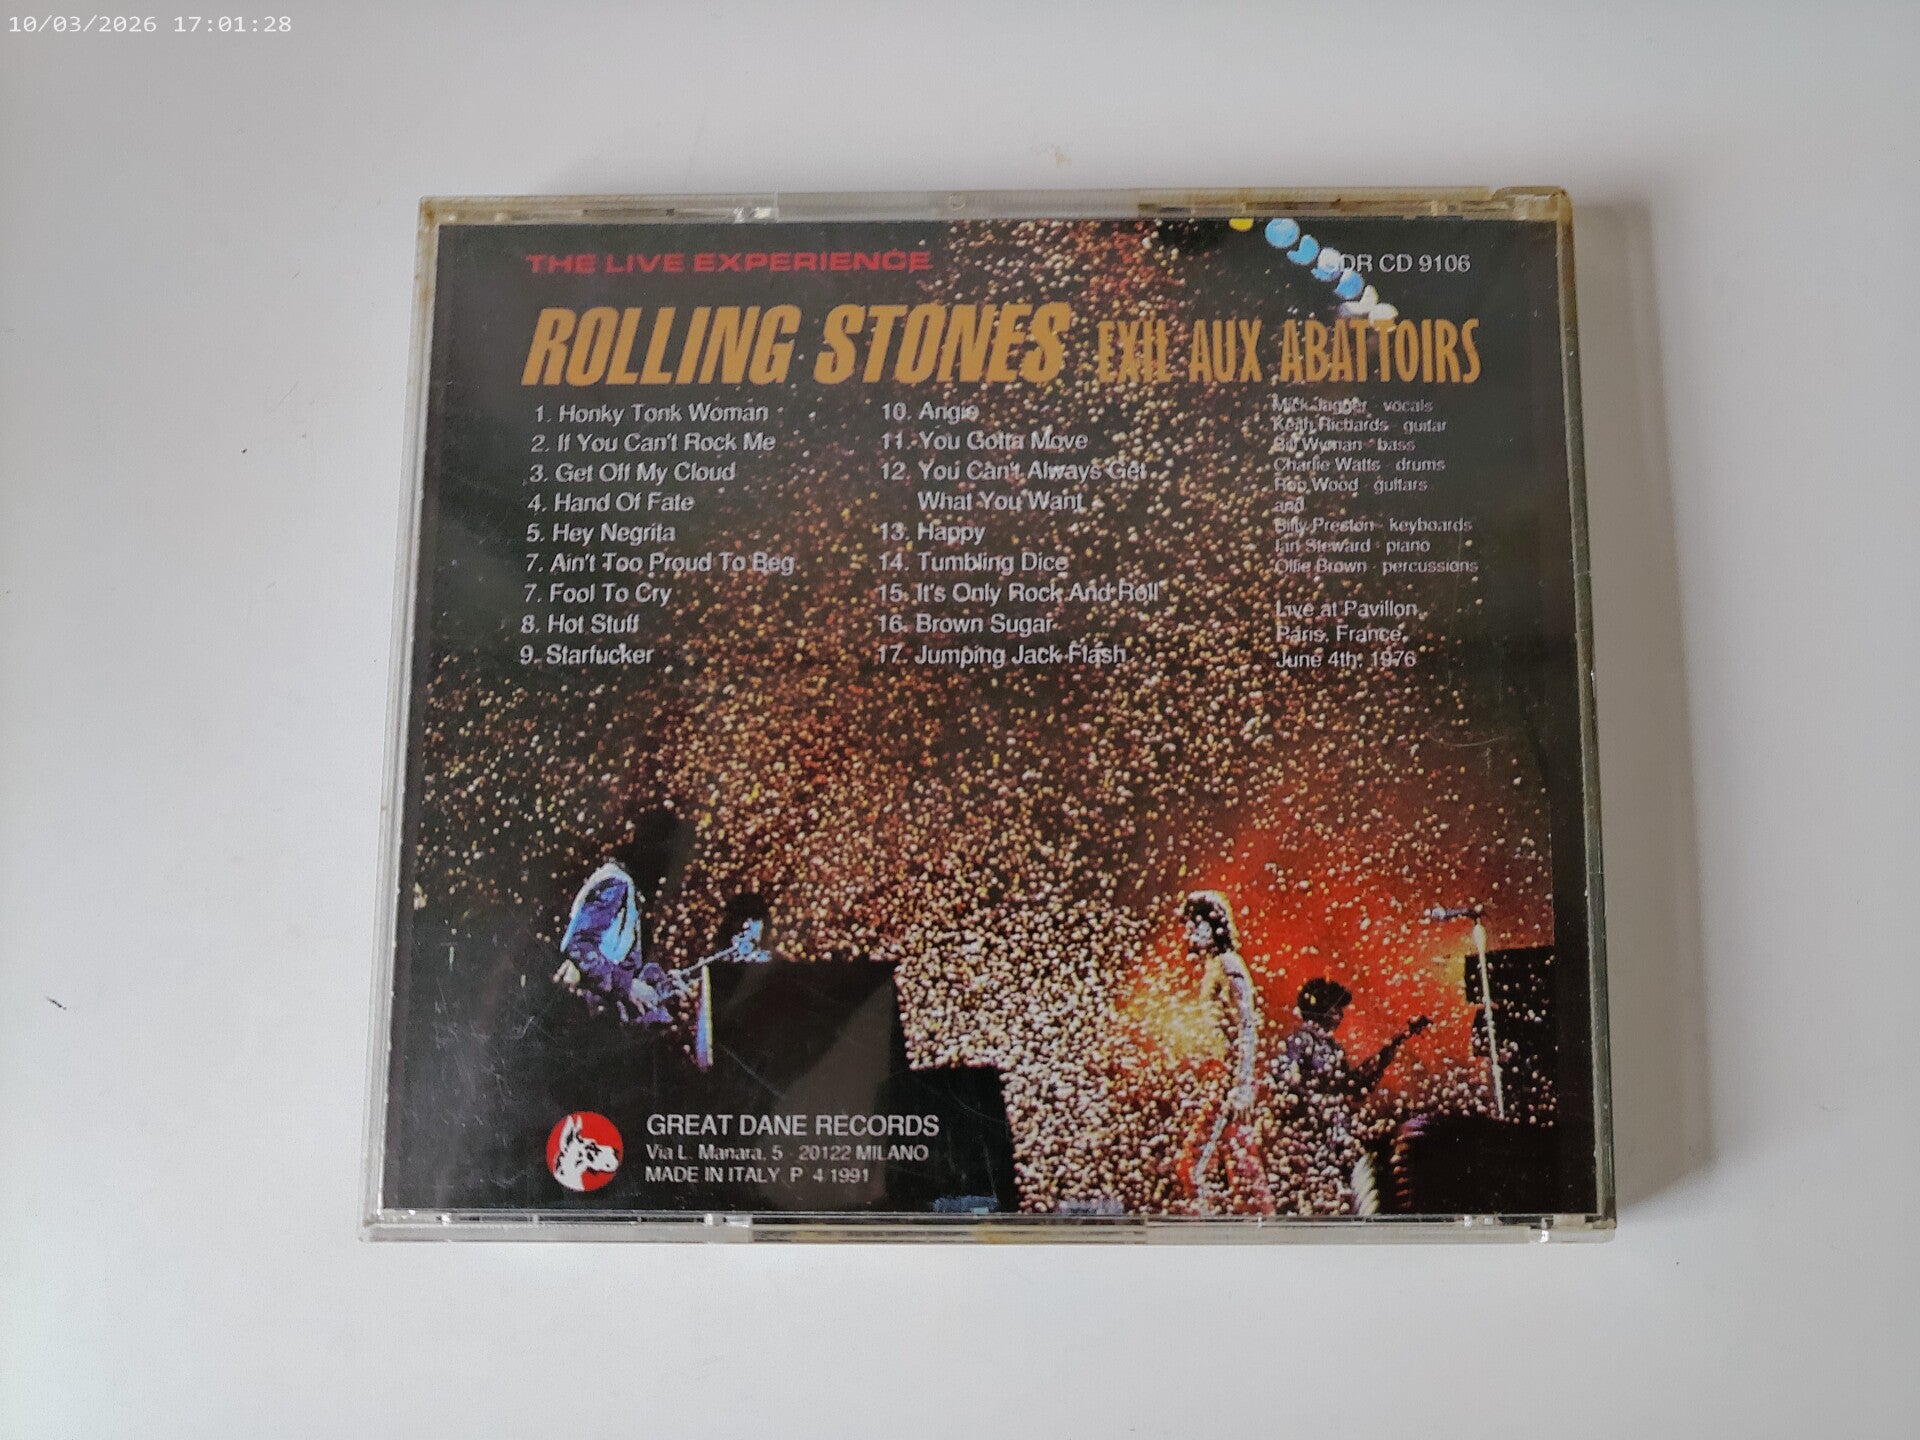 10/03/2026 17:01:28
THE LIVE EXPERIENCE
GDR CD 9106
ROLLING STONES EXIL AUX ABATTOIRS
1. Honky Tonk Woman
2. If You Can't Rock Me
3. Get Off My Cloud
4. Hand Of Fate
5. Hey Negrita
7. Ain't Too Proud To Beg
7. Fool To Cry
8. Hot Stuff
9. Starfucker
10. Angie
11. You Gotta Move
12. You Can't Always Get
What You Want
13. Happy
14. Tumbling Dice
15. It's Only Rock And Roll
16. Brown Sugar
17. Jumping Jack Flash
Mick Jagger - vocals
Keith Richards - guitar
Bill Wyman - bass
Charlie Watts - drums
Ron Wood - guitars
and
Billy Preston - keyboards
Ian Steward - piano
Ollie Brown - percussions
Live at Pavillon
Paris, France,
June 4th, 1976
GREAT DANE RECORDS
Via L. Manara, 5 - 20122 MILANO
MADE IN ITALY P 4 1991